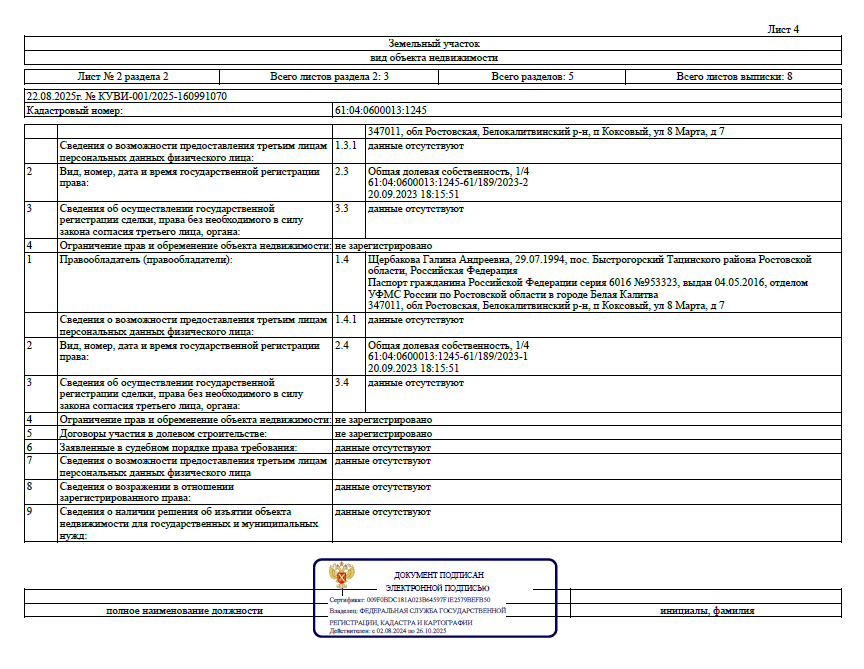 Лист 4
Земельный участок
вид объекта недвижимости
Лист № 2 раздела 2 Всего листов раздела 2: 3 Всего разделов: 5 Всего листов выписки: 8
22.08.2025г. № КУВИ-001/2025-160991070
Кадастровый номер: 61:04:0600013:1245
347011, обл Ростовская, Белокалитвинский р-н, п Коксовый, ул 8 Марта, д 7
Сведения о возможности предоставления третьим лицам 1.3.1 данные отсутствуют
персональных данных физического лица:
2 Вид, номер, дата и время государственной регистрации 2.3 Общая долевая собственность, 1/4
права: 61:04:0600013:1245-61/189/2023-2
20.09.2023 18:15:51
3 Сведения об осуществлении государственной 3.3 данные отсутствуют
регистрации сделки, права без необходимого в силу
закона согласия третьего лица, органа:
4 Ограничение прав и обременение объекта недвижимости: не зарегистрировано
1 Правообладатель (правообладатели): 1.4 Щербакова Галина Андреевна, 29.07.1994, пос. Быстрогорский Тацинского района Ростовской
области, Российская Федерация
Паспорт гражданина Российской Федерации серия 6016 №953323, выдан 04.05.2016, отделом
УФМС России по Ростовской области в городе Белая Калитва
347011, обл Ростовская, Белокалитвинский р-н, п Коксовый, ул 8 Марта, д 7
Сведения о возможности предоставления третьим лицам 1.4.1 данные отсутствуют
персональных данных физического лица:
2 Вид, номер, дата и время государственной регистрации 2.4 Общая долевая собственность, 1/4
права: 61:04:0600013:1245-61/189/2023-1
20.09.2023 18:15:51
3 Сведения об осуществлении государственной 3.4 данные отсутствуют
регистрации сделки, права без необходимого в силу
закона согласия третьего лица, органа:
4 Ограничение прав и обременение объекта недвижимости: не зарегистрировано
5 Договоры участия в долевом строительстве: не зарегистрировано
6 Заявленные в судебном порядке права требования: данные отсутствуют
7 Сведения о возможности предоставления третьим лицам данные отсутствуют
персональных данных физического лица
8 Сведения о возражении в отношении данные отсутствуют
зарегистрированного права:
9 Сведения о наличии решения об изъятии объекта данные отсутствуют
недвижимости для государственных и муниципальных
нужд:
ДОКУМЕНТ ПОДПИСАН
ЭЛЕКТРОННОЙ ПОДПИСЬЮ
Сертификат: 009F0BDC181A023B64597F1E2579BEFB50
Владелец: ФЕДЕРАЛЬНАЯ СЛУЖБА ГОСУДАРСТВЕННОЙ
РЕГИСТРАЦИИ, КАДАСТРА И КАРТОГРАФИИ
Действителен: с 02.08.2024 по 26.10.2025
полное наименование должности инициалы, фамилия